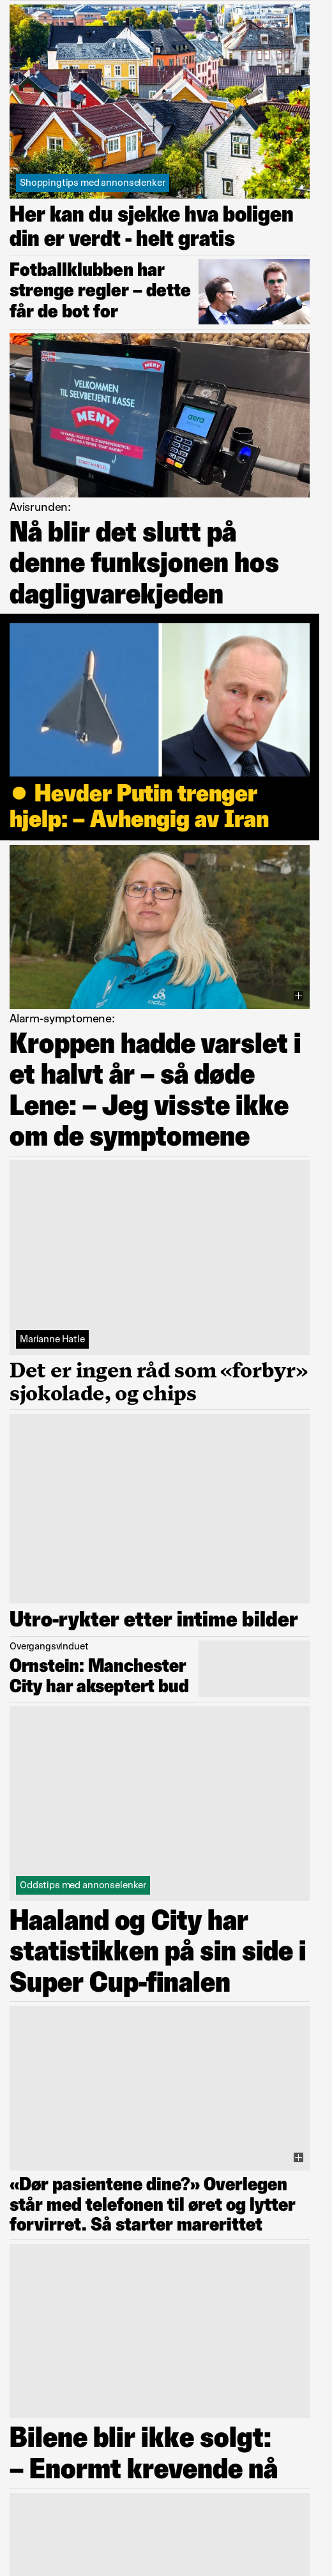 Shoppingtips med annonselenker
Her kan du sjekke hva boligen
din er verdt - helt gratis
Fotballklubben har
strenge regler – dette
får de bot for
MENY
VELKOMMEN
TIL SELVBETJENT KASSE
MENY
START HANDEL
aera
Avisrunden:
Nå blir det slutt på
denne funksjonen hos
dagligvarekjeden
● Hevder Putin trenger
hjelp: – Avhengig av Iran
Alarm-symptomene:
Kroppen hadde varslet i
et halvt år – så døde
Lene: – Jeg visste ikke
om de symptomene
Marianne Hatle
Det er ingen råd som «forbyr»
sjokolade, og chips
Utro-rykter etter intime bilder
Overgangsvinduet
Ornstein: Manchester
City har akseptert bud
Oddstips med annonselenker
Haaland og City har
statistikken på sin side i
Super Cup-finalen
«Dør pasientene dine?» Overlegen
står med telefonen til øret og lytter
forvirret. Så starter marerittet
Bilene blir ikke solgt:
– Enormt krevende nå